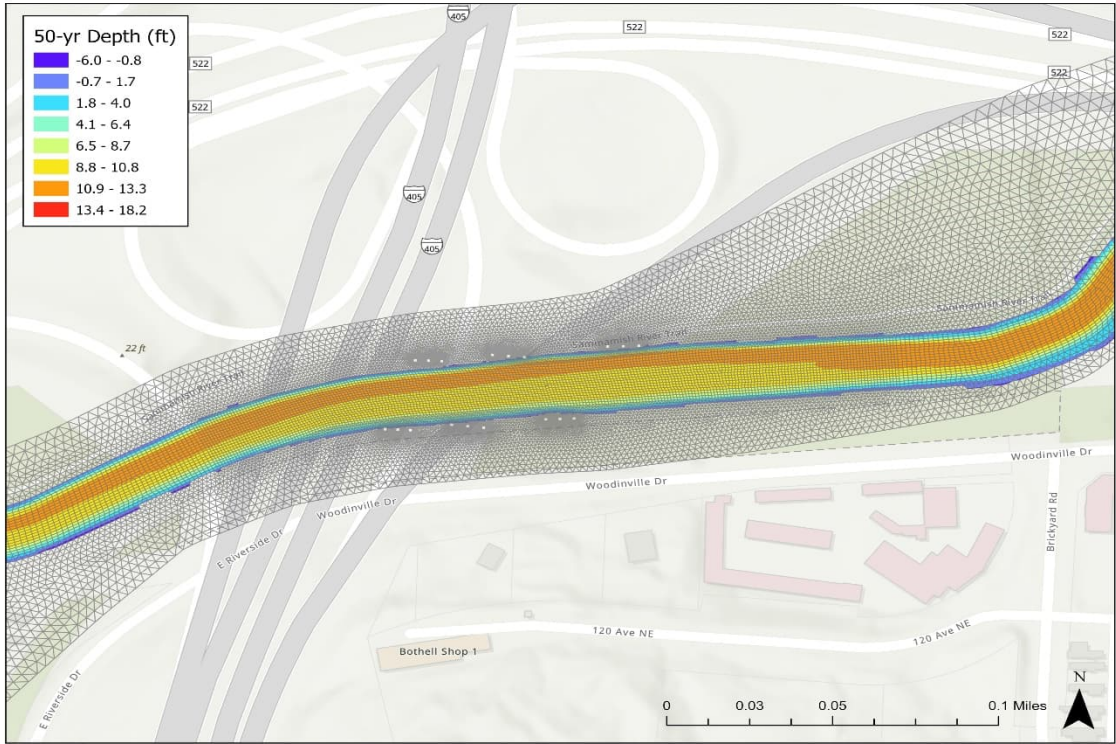 50-yr Depth (ft)
-6.0 - -0.8
-0.7 - 1.7
1.8 - 4.0
4.1 - 6.4
6.5 - 8.7
8.8 - 10.8
10.9 - 13.3
13.4 - 18.2
405
522
522
522
522
522
405
405
Sammamish River Trail
Sammamish River Trail
22 ft
Sammamish River Trail
Woodinville Dr
Woodinville Dr
Woodinville Dr
E Riverside Dr
Brickyard Rd
120 Ave NE
120 Ave NE
Bothell Shop 1
E Riverside Dr
N
0 0.03 0.05 0.1 Miles